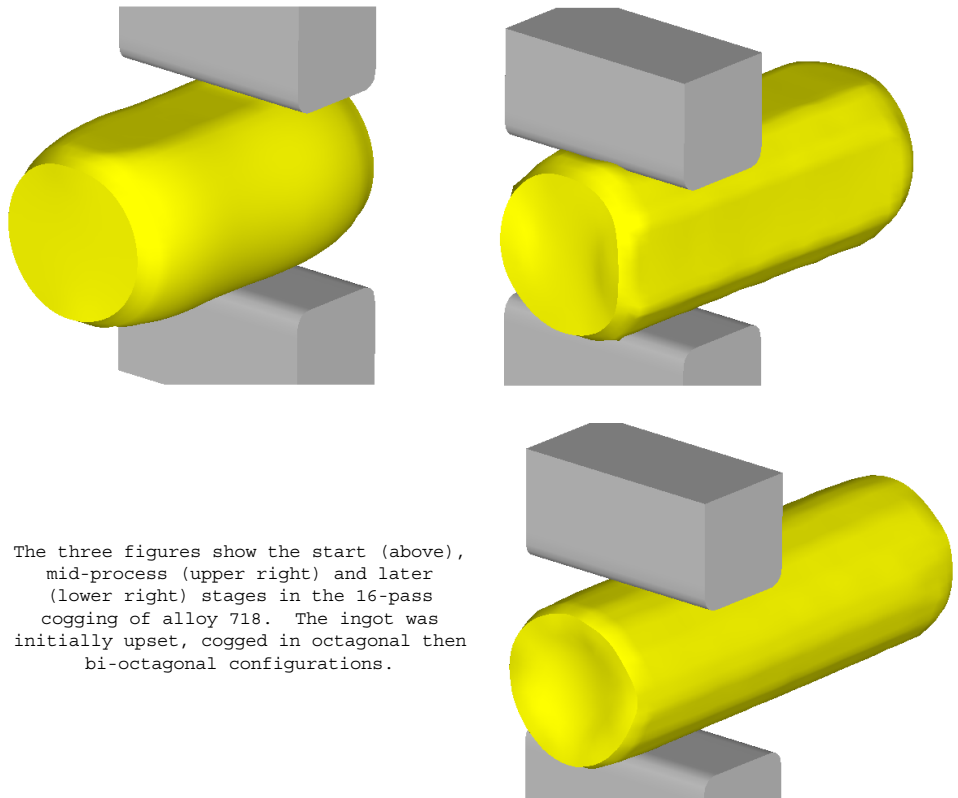 The three figures show the start (above),
mid-process (upper right) and later
(lower right) stages in the 16-pass
cogging of alloy 718.  The ingot was
initially upset, cogged in octagonal then
bi-octagonal configurations.